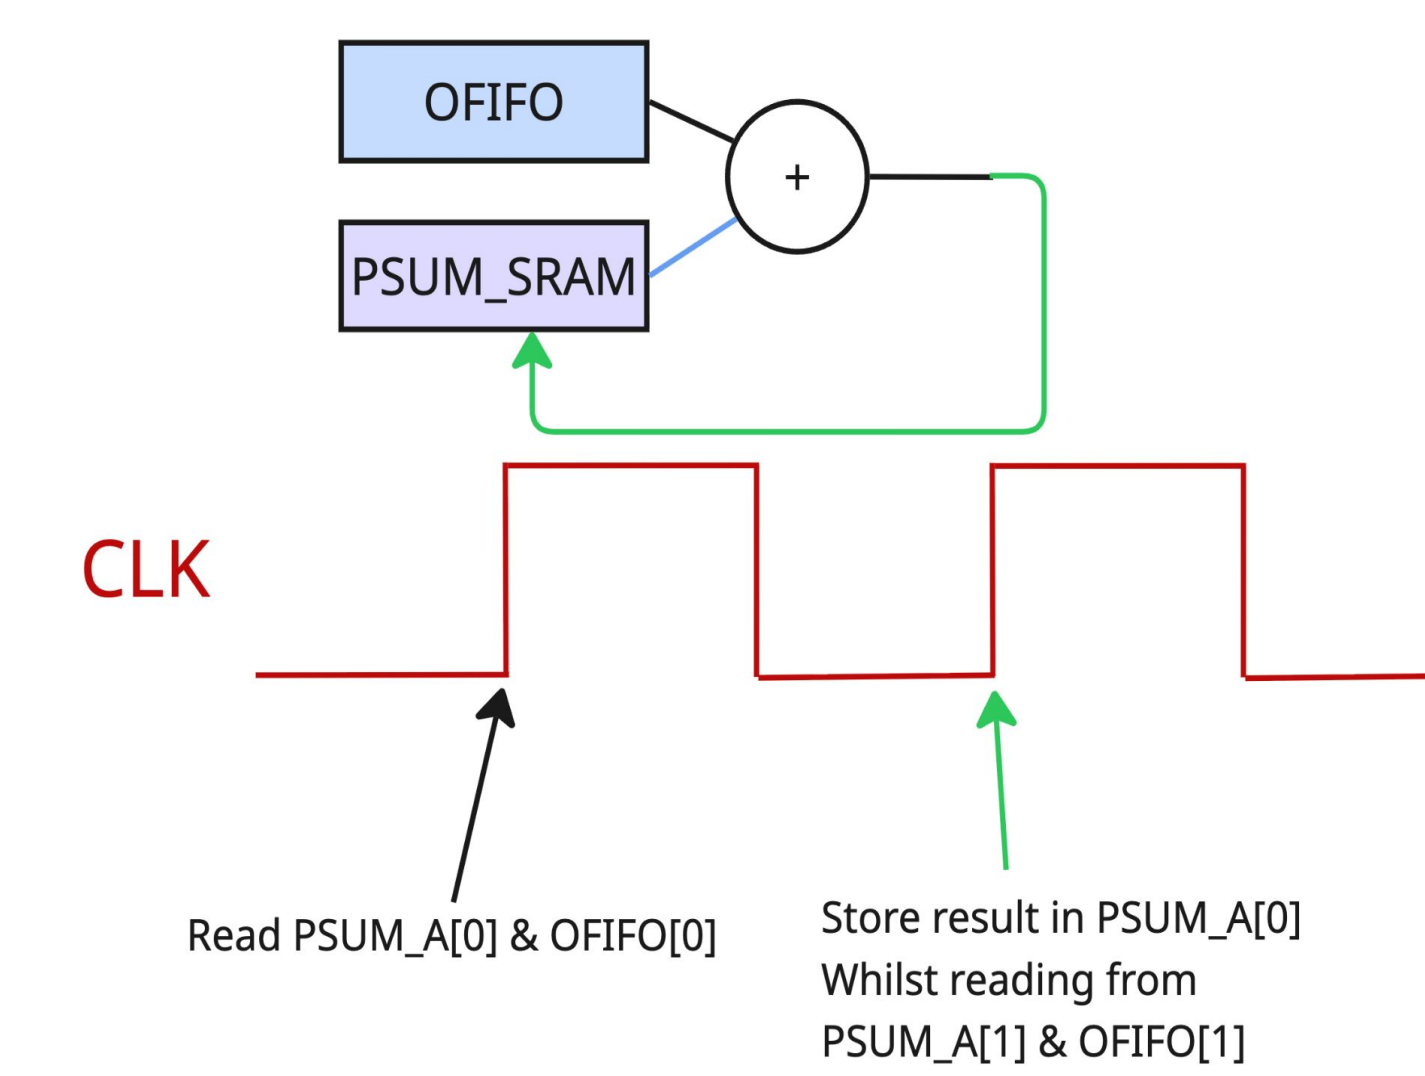 OFIFO
+
PSUM_SRAM
CLK
Read PSUM_A[0] & OFIFO[0]
Store result in PSUM_A[0]
Whilst reading from
PSUM_A[1] & OFIFO[1]